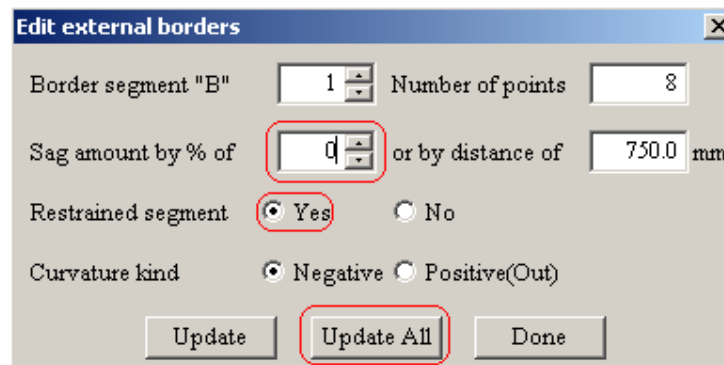 Edit external borders
Border segment "B" 1 Number of points 8
Sag amount by % of 0 or by distance of 750.0 mm
Restrained segment Yes No
Curvature kind Negative Positive(Out)
Update Update All Done